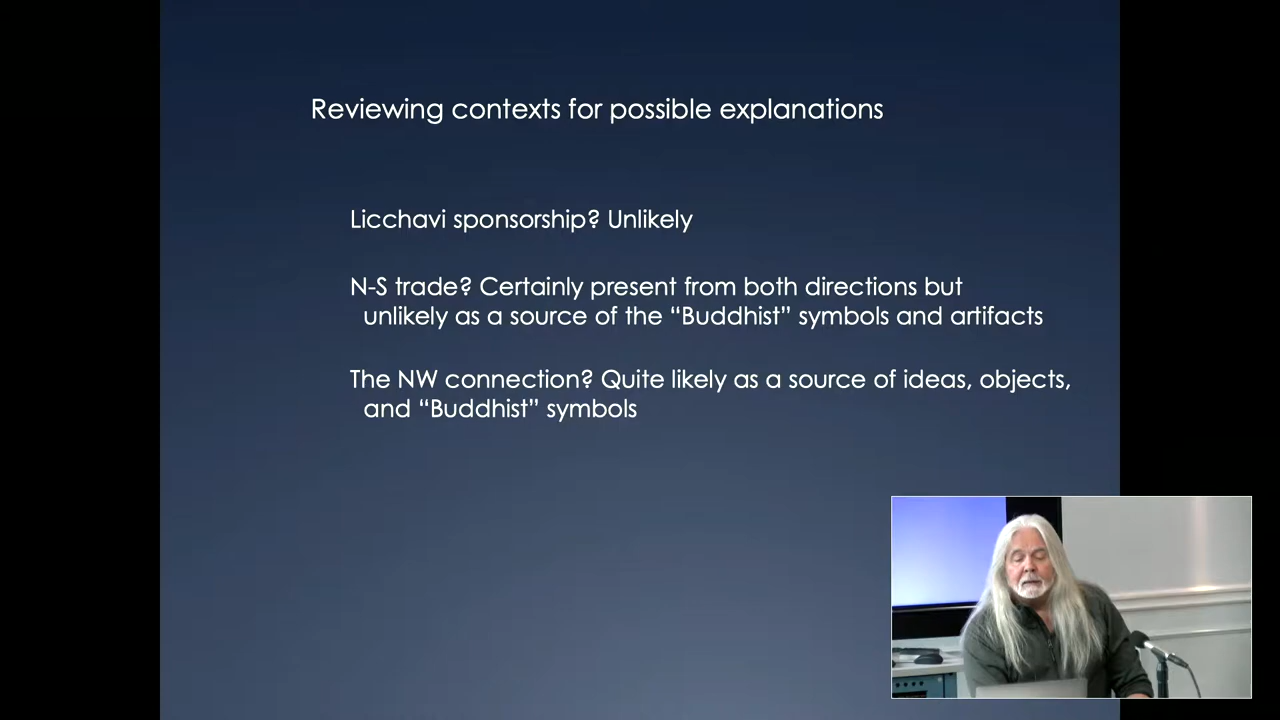 Reviewing contexts for possible explanations
Licchavi sponsorship? Unlikely
N-S trade? Certainly present from both directions but
unlikely as a source of the “Buddhist” symbols and artifacts
The NW connection? Quite likely as a source of ideas, objects,
and “Buddhist” symbols